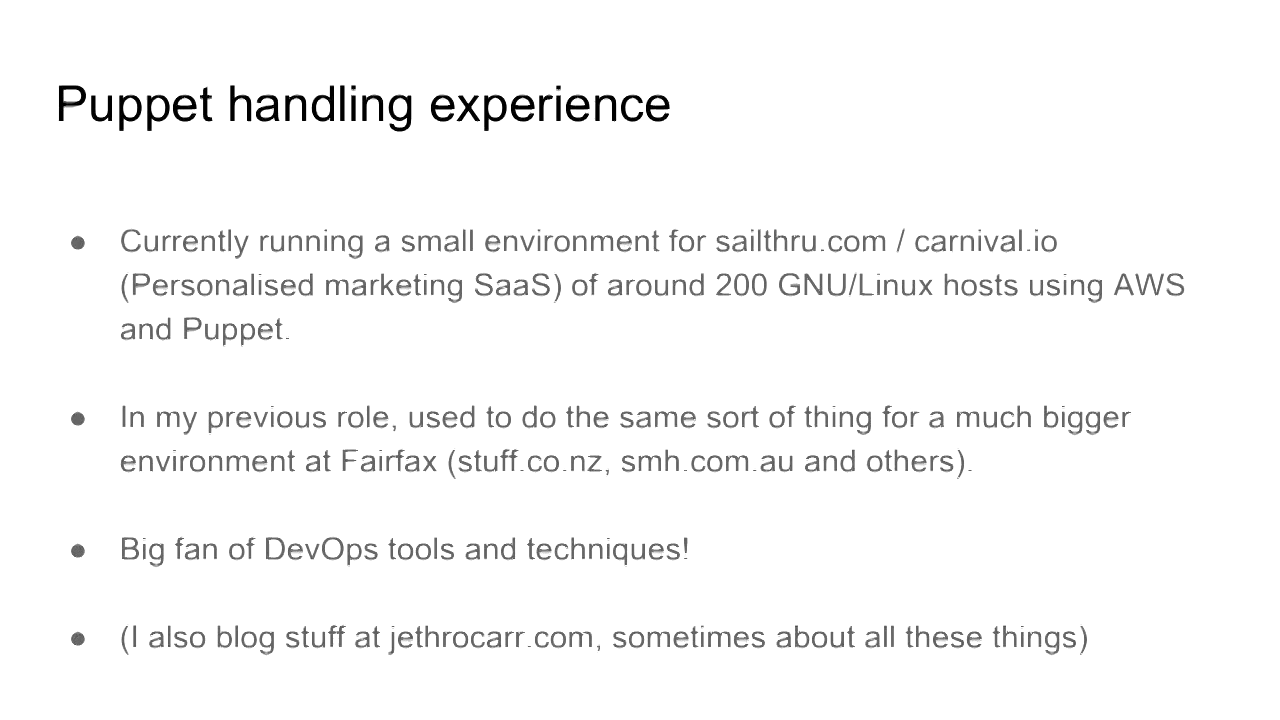 Puppet handling experience
● Currently running a small environment for sailthru.com / carnival.io
(Personalised marketing SaaS) of around 200 GNU/Linux hosts using AWS
and Puppet.
● In my previous role, used to do the same sort of thing for a much bigger
environment at Fairfax (stuff.co.nz, smh.com.au and others).
● Big fan of DevOps tools and techniques!
● (I also blog stuff at jethrocarr.com, sometimes about all these things)